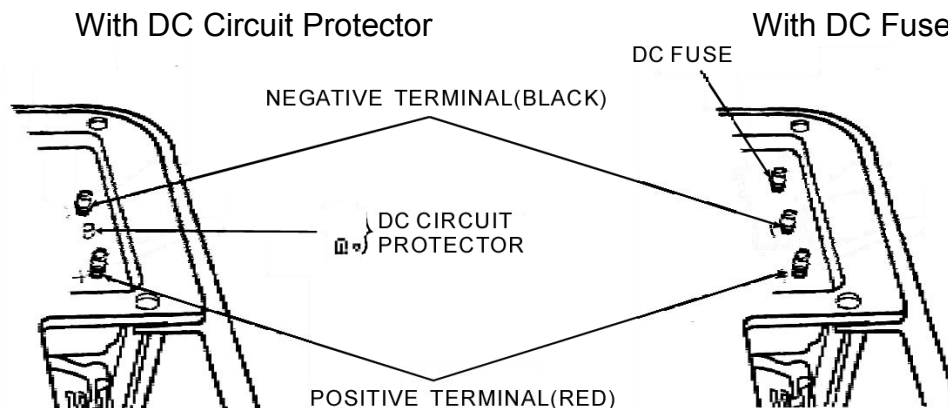 With DC Circuit Protector
With DC Fuse
DC FUSE
NEGATIVE TERMINAL(BLACK)
DC CIRCUIT
PROTECTOR
POSITIVE TERMINAL(RED)